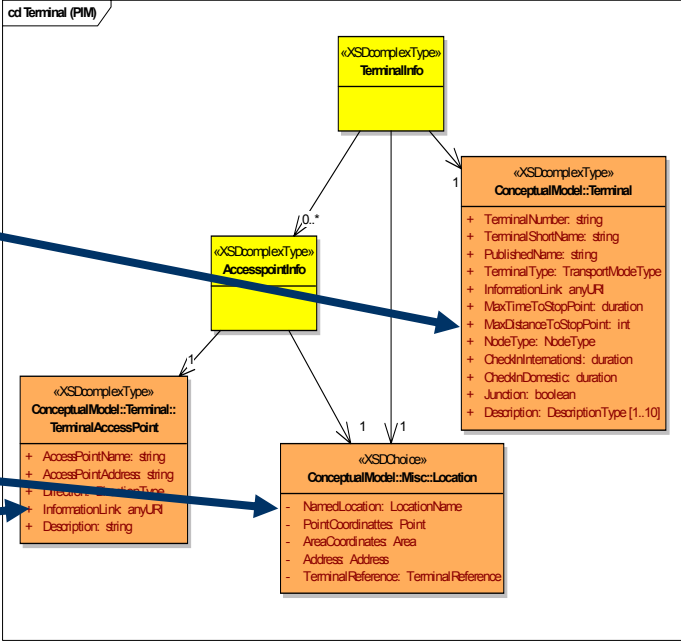 cd Terminal (PIM)
«XSDcomplexType»
TerminalInfo
1
«XSDcomplexType»
ConceptualModel::Terminal
+ TerminalNumber: string
+ TerminalShortName: string
+ PublishedName: string
+ TerminalType: TransportModeType
+ InformationLink anyURI
+ MaxTimeToStopPoint: duration
+ MaxDistanceToStopPoint: int
+ NodeType: NodeType
+ CheckInInternationsl: duration
+ CheckInDomestic: duration
+ Junction: boolean
+ Description: DescriptionType [1..10]
0..*
«XSDcomplexType»
AccesspointInfo
1
1
1
«XSDcomplexType»
ConceptualModel::Terminal::
TerminalAccessPoint
+ AccessPointName: string
+ AccessPointAddress: string
+ Direction: DirectionType
+ InformationLink anyURI
+ Description: string
«XSDChoice»
ConceptualModel::Misc::Location
- NamedLocation: LocationName
- PointCoordinattes: Point
- AreaCoordinates: Area
- Address: Address
- TerminalReference: TerminalReference